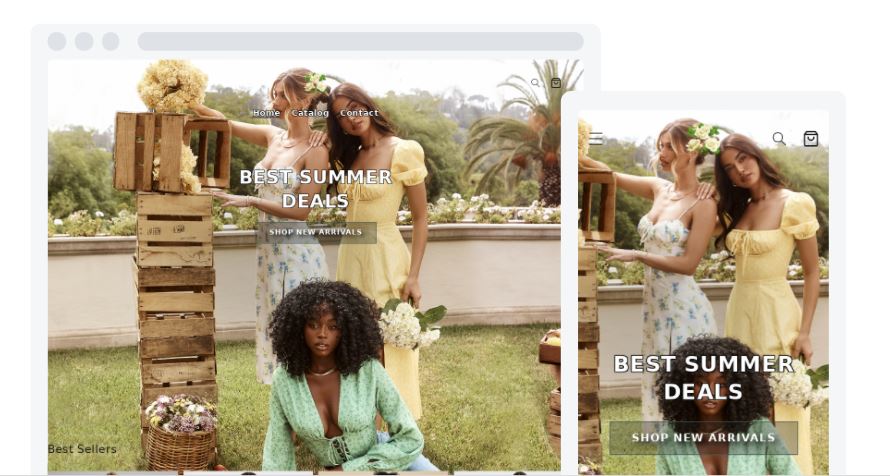 Home Catalog Contact
BEST SUMMER
DEALS
SHOP NEW ARRIVALS
Best Sellers
BEST SUMMER
DEALS
SHOP NEW ARRIVALS